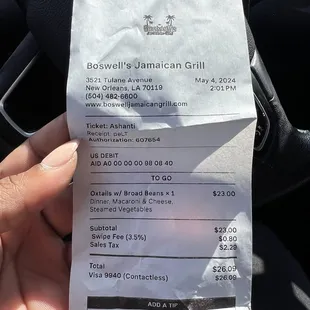 Boswell's Jamaican Grill
3521 Tulane Avenue May 4, 2024
New Orleans, LA 70119 2:01 PM
(504) 482-6600
www.boswelljamaicangrill.com
Ticket: Ashanti
Receipt:
Authorization: 607654
US DEBIT
AID A0 00 00 00 98 08 40
TO GO
Oxtails w/ Broad Beans × 1 $23.00
Dinner, Macaroni & Cheese,
Steamed Vegetables
Subtotal $23.00
Swipe Fee (3.5%) $0.80
Sales Tax $2.29
Total $26.09
Visa 9940 (Contactless) $26.09
ADD A TIP